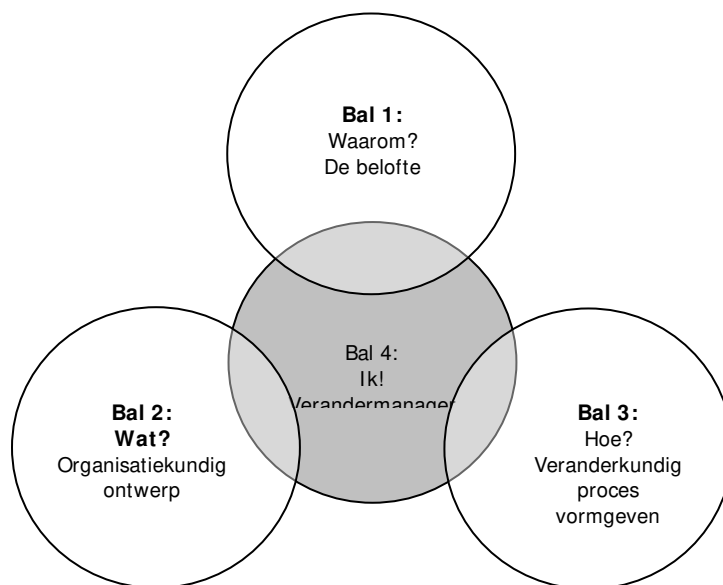 Bal 1:
Waarom?
De belofte
Bal 4:
Ik!
Verandermanager
Bal 2:
Wat?
Organisatiekundig
ontwerp
Bal 3:
Hoe?
Veranderkundig
proces
vormgeven